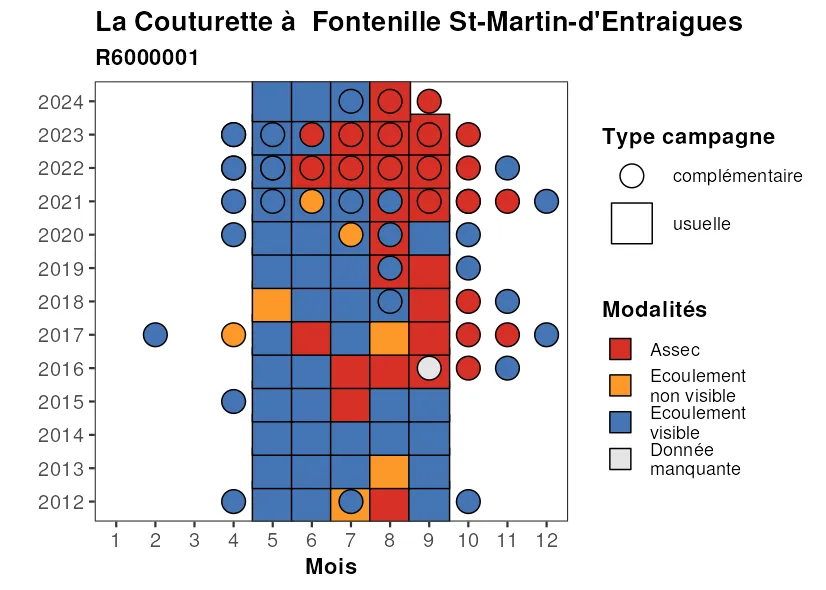 La Couturette à  Fontenille St-Martin-d'Entraigues
R6000001
2024
2023
2022
2021
2020
2019
2018
2017
2016
2015
2014
2013
2012
1 2 3 4 5 6 7 8 9 10 11 12
Mois
Type campagne
complémentaire
usuelle
Modalités
Assec
Ecoulement
non visible
Ecoulement
visible
Donnée
manquante